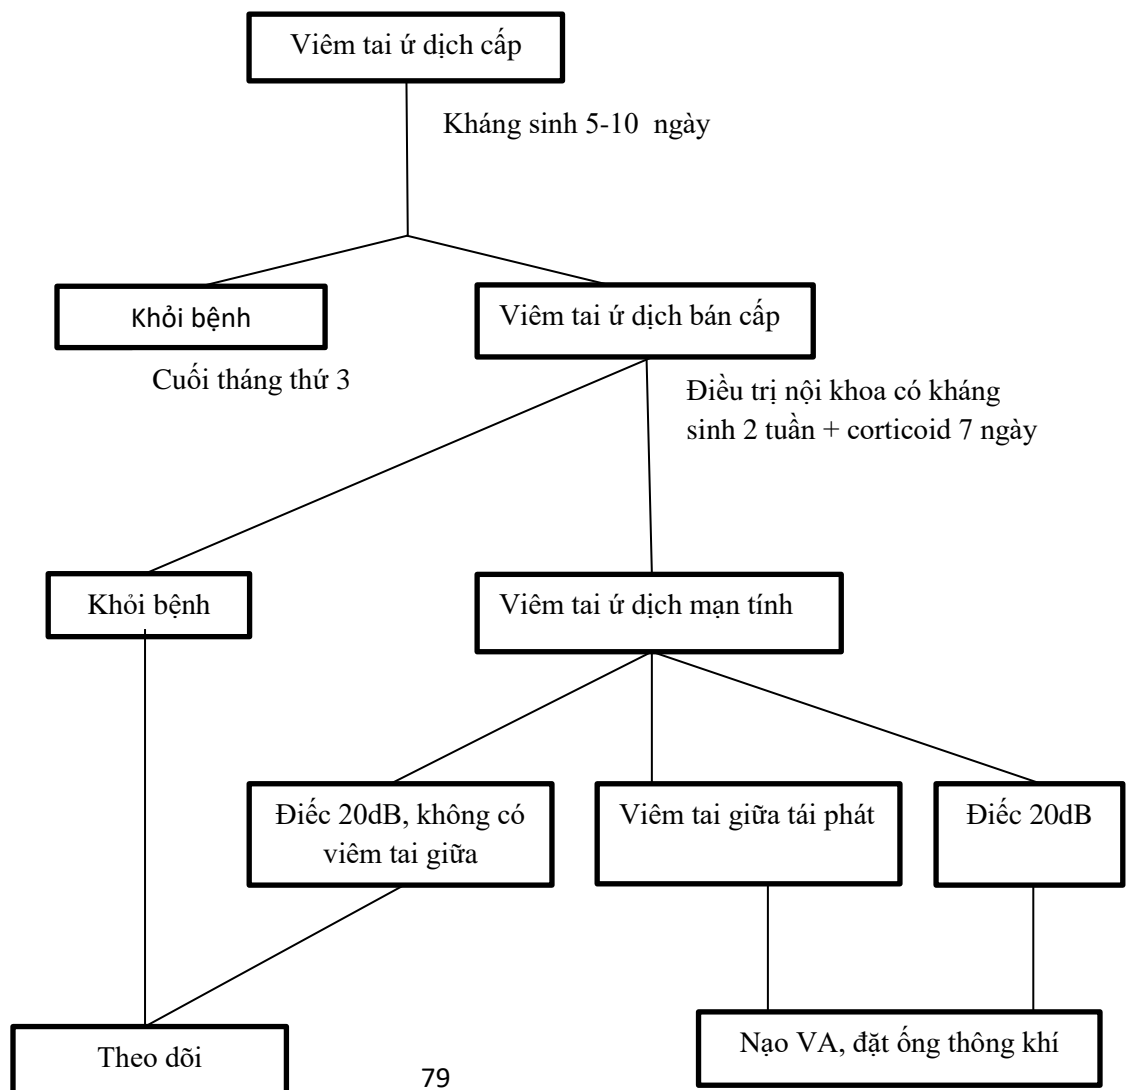 Viêm tai ứ dịch cấp
Kháng sinh 5-10 ngày
Khỏi bệnh
Viêm tai ứ dịch bán cấp
Cuối tháng thứ 3
Điều trị nội khoa có kháng
sinh 2 tuần + corticoid 7 ngày
Khỏi bệnh
Viêm tai ứ dịch mạn tính
Điếc 20dB, không có
viêm tai giữa
Viêm tai giữa tái phát
Điếc 20dB
Theo dõi
Nạo VA, đặt ống thông khí
79